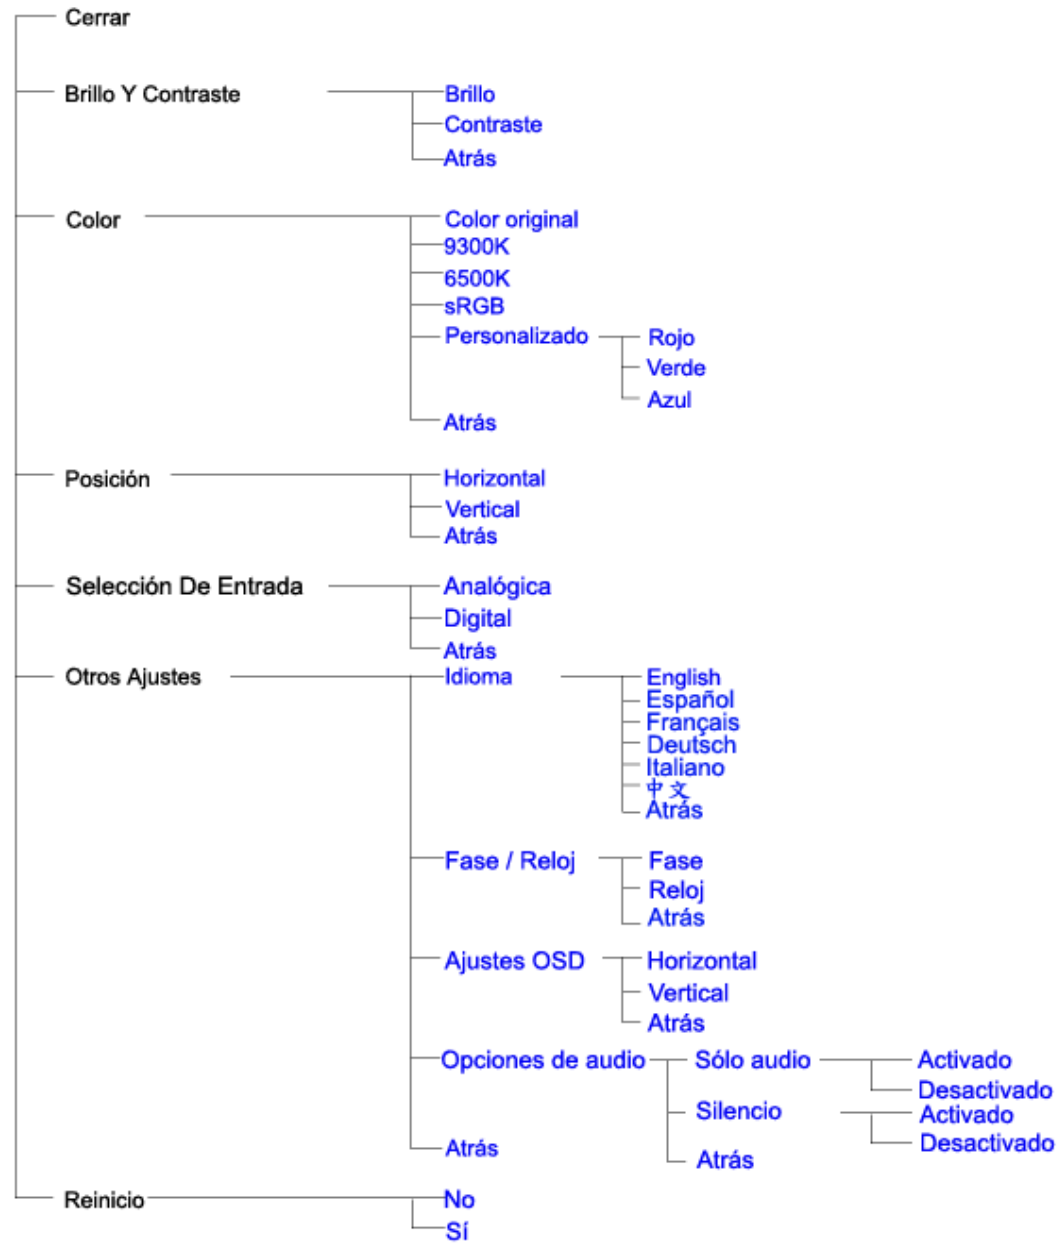 Cerrar
Brillo Y Contraste Brillo
Contraste
Atrás
Color Color original
9300K
6500K
sRGB
Personalizado Rojo
Verde
Azul
Atrás
Posición Horizontal
Vertical
Atrás
Selección De Entrada Analógica
Digital
Atrás
Otros Ajustes Idioma English
Español
Français
Deutsch
Italiano
中文
Atrás
Fase / Reloj Fase
Reloj
Atrás
Ajustes OSD Horizontal
Vertical
Atrás
Opciones de audio Sólo audio Activado
Desactivado
Silencio Activado
Desactivado
Atrás
Atrás
Reinicio No
Sí